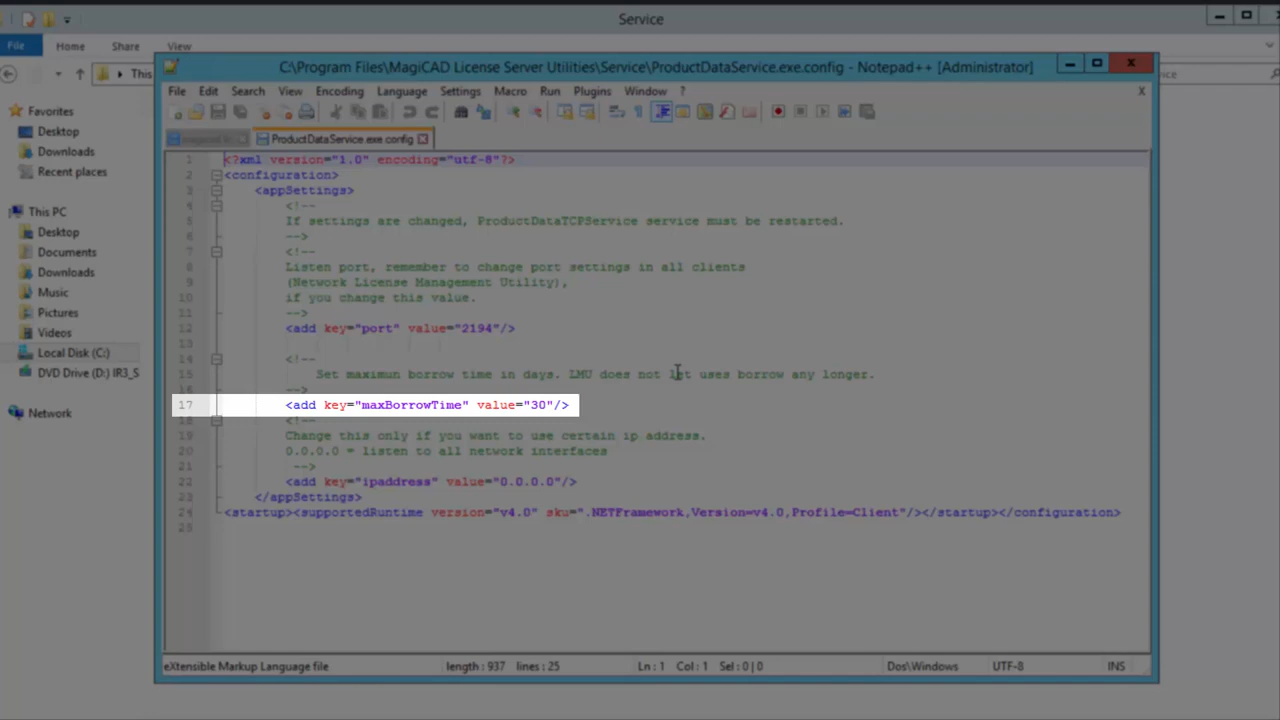 Service
File Home Share View
This
vice
C:\Program Files\MagiCAD License Server Utilities\Service\ProductDataService.exe.config - Notepad++ [Administrator]
File Edit Search View Encoding Language Settings Macro Run Plugins Window ? X
ProductDataService.exe.config
Favorites
Desktop
Downloads
Recent places
This PC
Desktop
Documents
Downloads
Music
Pictures
Videos
Local Disk (C:)
DVD Drive (D:) IR3_S
Network
1 <?xml version="1.0" encoding="utf-8"?>
2 <configuration>
3 <appSettings>
4 <!--
5 If settings are changed, ProductDataTCPService service must be restarted.
6 -->
7 <!--
8 Listen port, remember to change port settings in all clients
9 (Network License Management Utility),
10 if you change this value.
11 -->
12 <add key="port" value="2194"/>
13
14 <!--
15 Set maximun borrow time in days. LMU does not let uses borrow any longer.
16 -->
17 <add key="maxBorrowTime" value="30"/>
18 <!--
19 Change this only if you want to use certain ip address.
20 0.0.0.0 = listen to all network interfaces
21 -->
22 <add key="ipaddress" value="0.0.0.0"/>
23 </appSettings>
24 <startup><supportedRuntime version="v4.0" sku=".NETFramework,Version=v4.0,Profile=Client"/></startup></configuration>
25
eXtensible Markup Language file length : 937 lines : 25 Ln : 1 Col : 1 Sel : 0 | 0 Dos\Windows UTF-8 INS